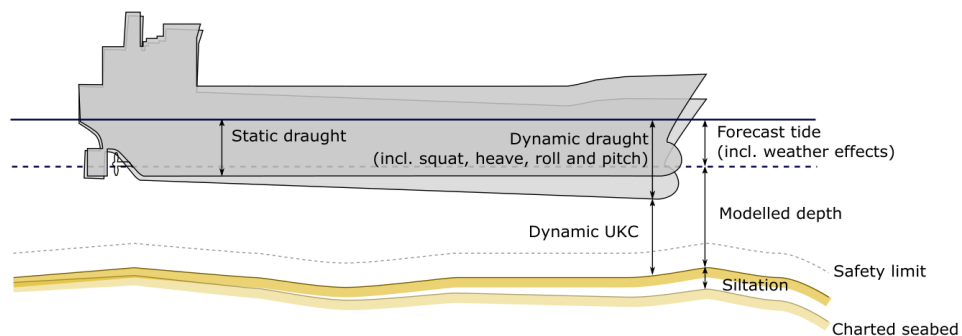 Static draught
Dynamic draught
(incl. squat, heave, roll and pitch)
Forecast tide
(incl. weather effects)
Modelled depth
Dynamic UKC
Safety limit
Siltation
Charted seabed